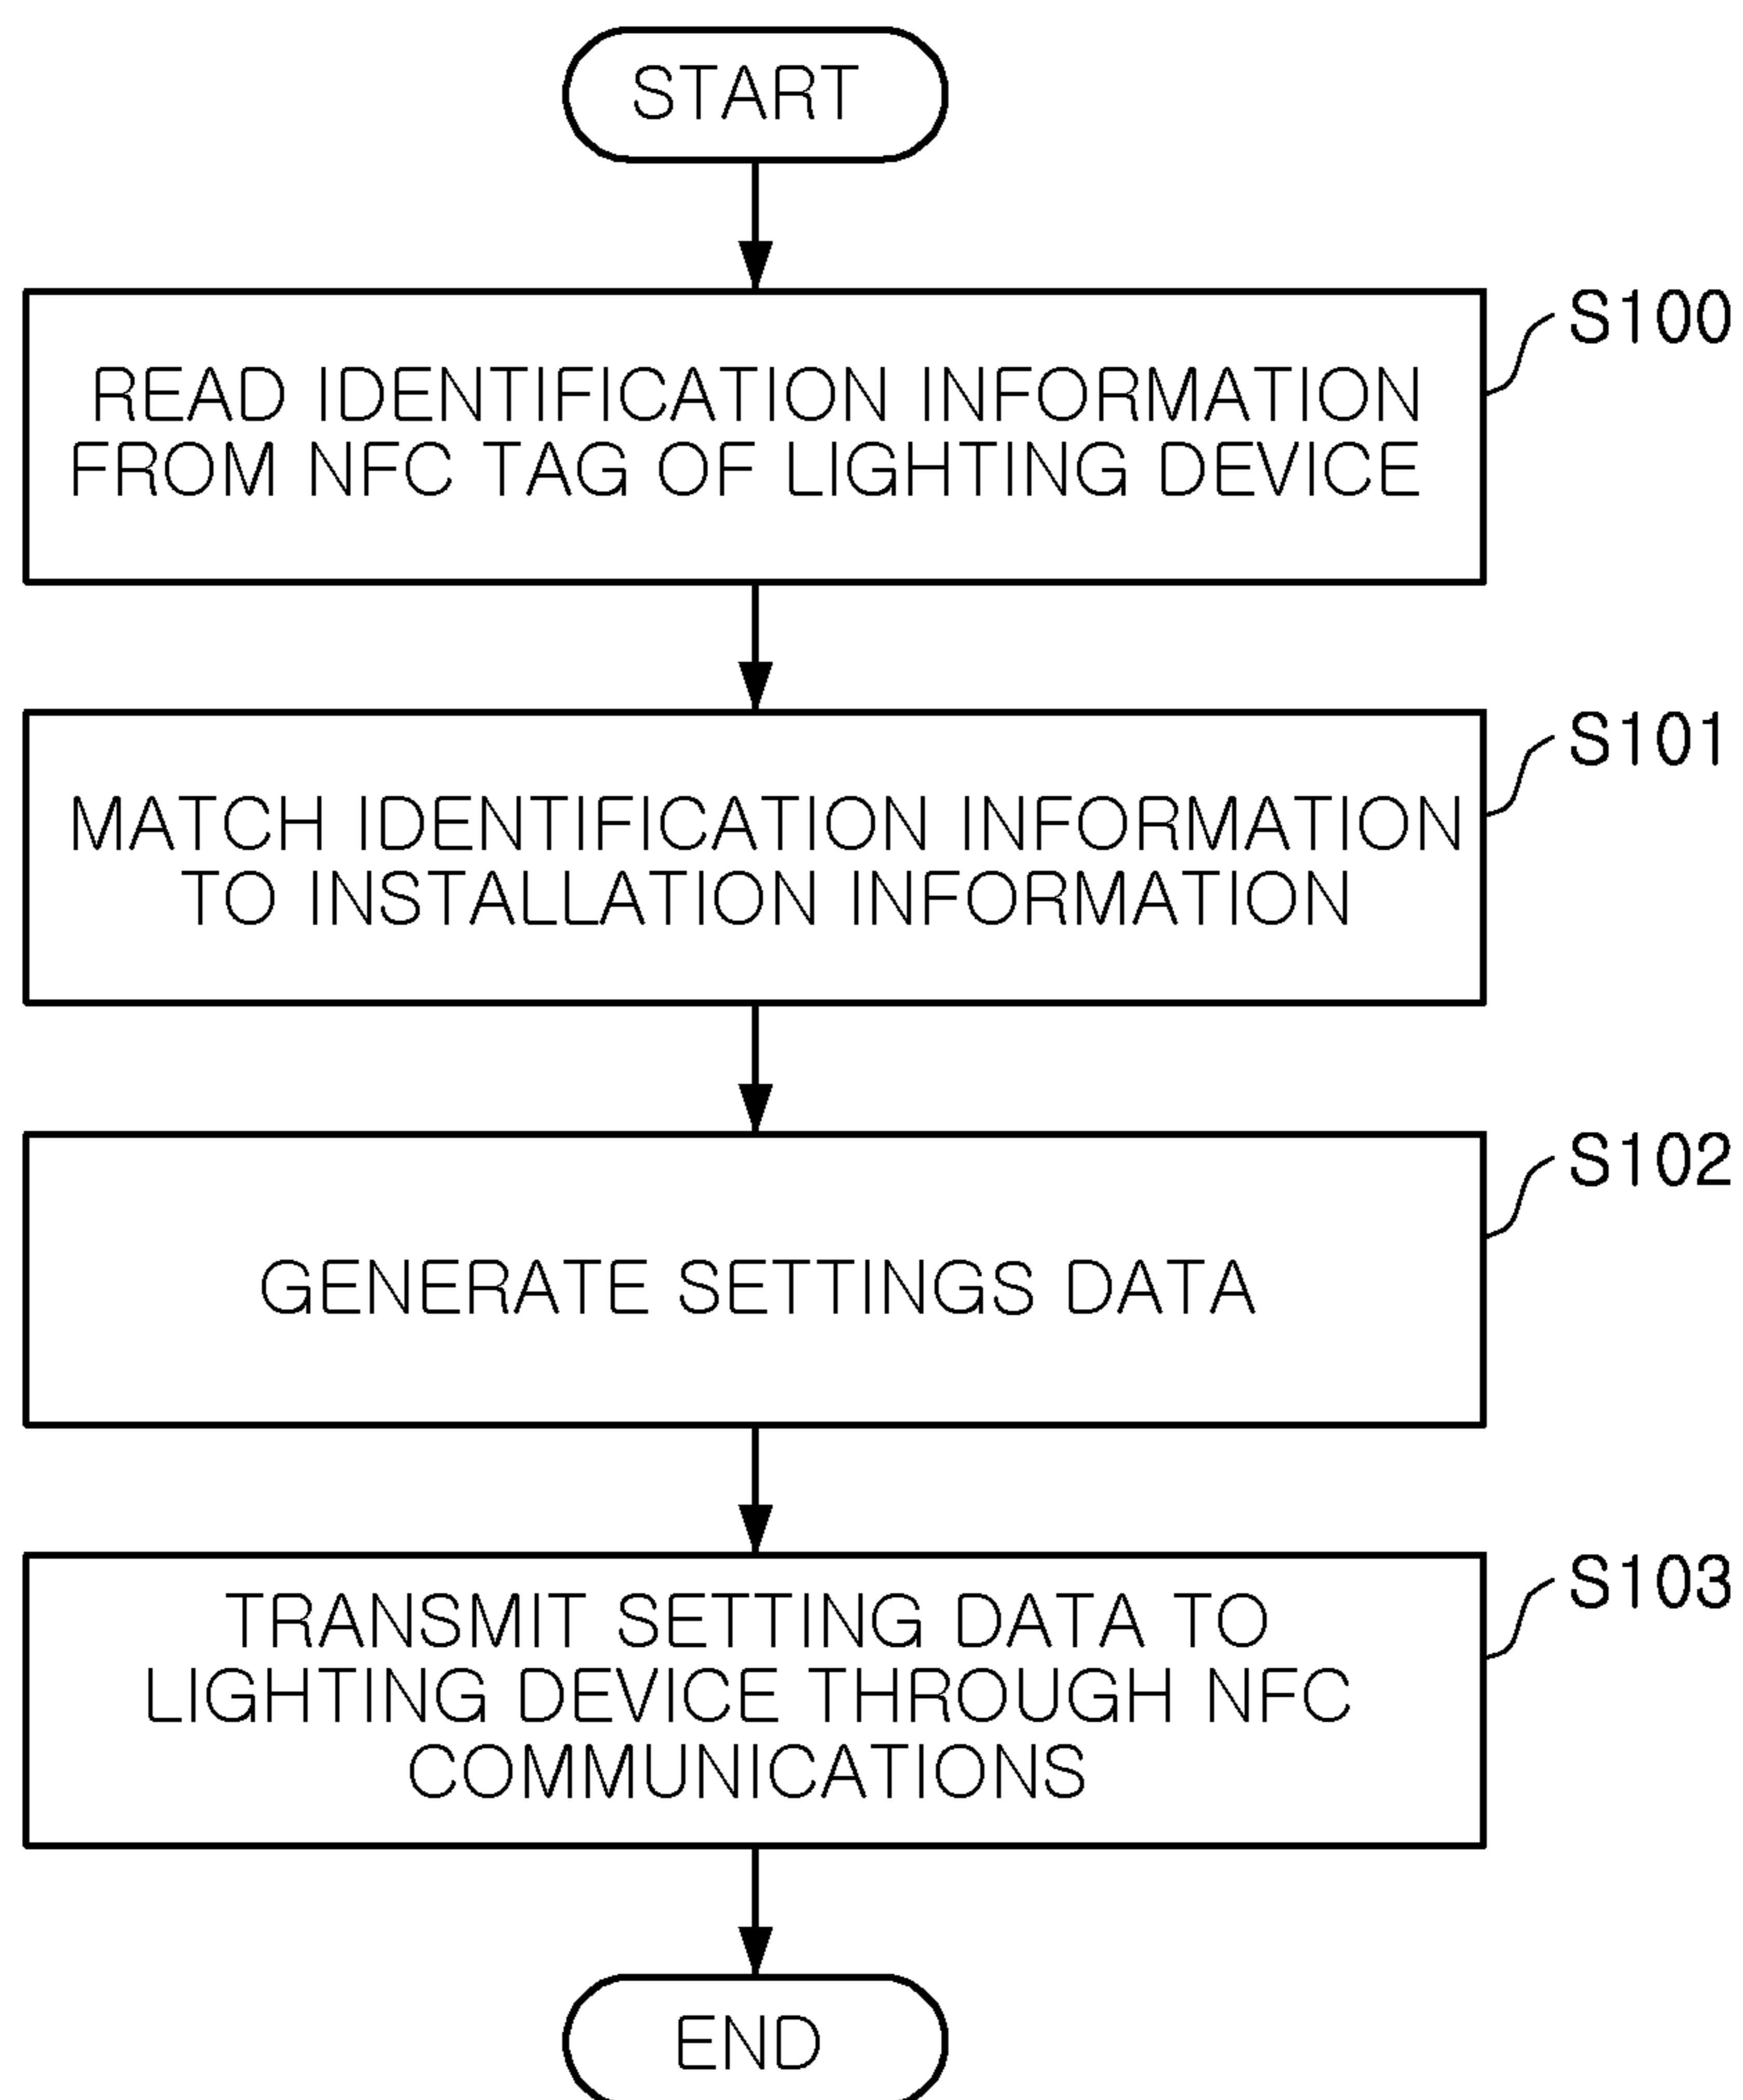 START
S100
READ IDENTIFICATION INFORMATION
FROM NFC TAG OF LIGHTING DEVICE
S101
MATCH IDENTIFICATION INFORMATION
TO INSTALLATION INFORMATION
S102
GENERATE SETTINGS DATA
S103
TRANSMIT SETTING DATA TO
LIGHTING DEVICE THROUGH NFC
COMMUNICATIONS
END